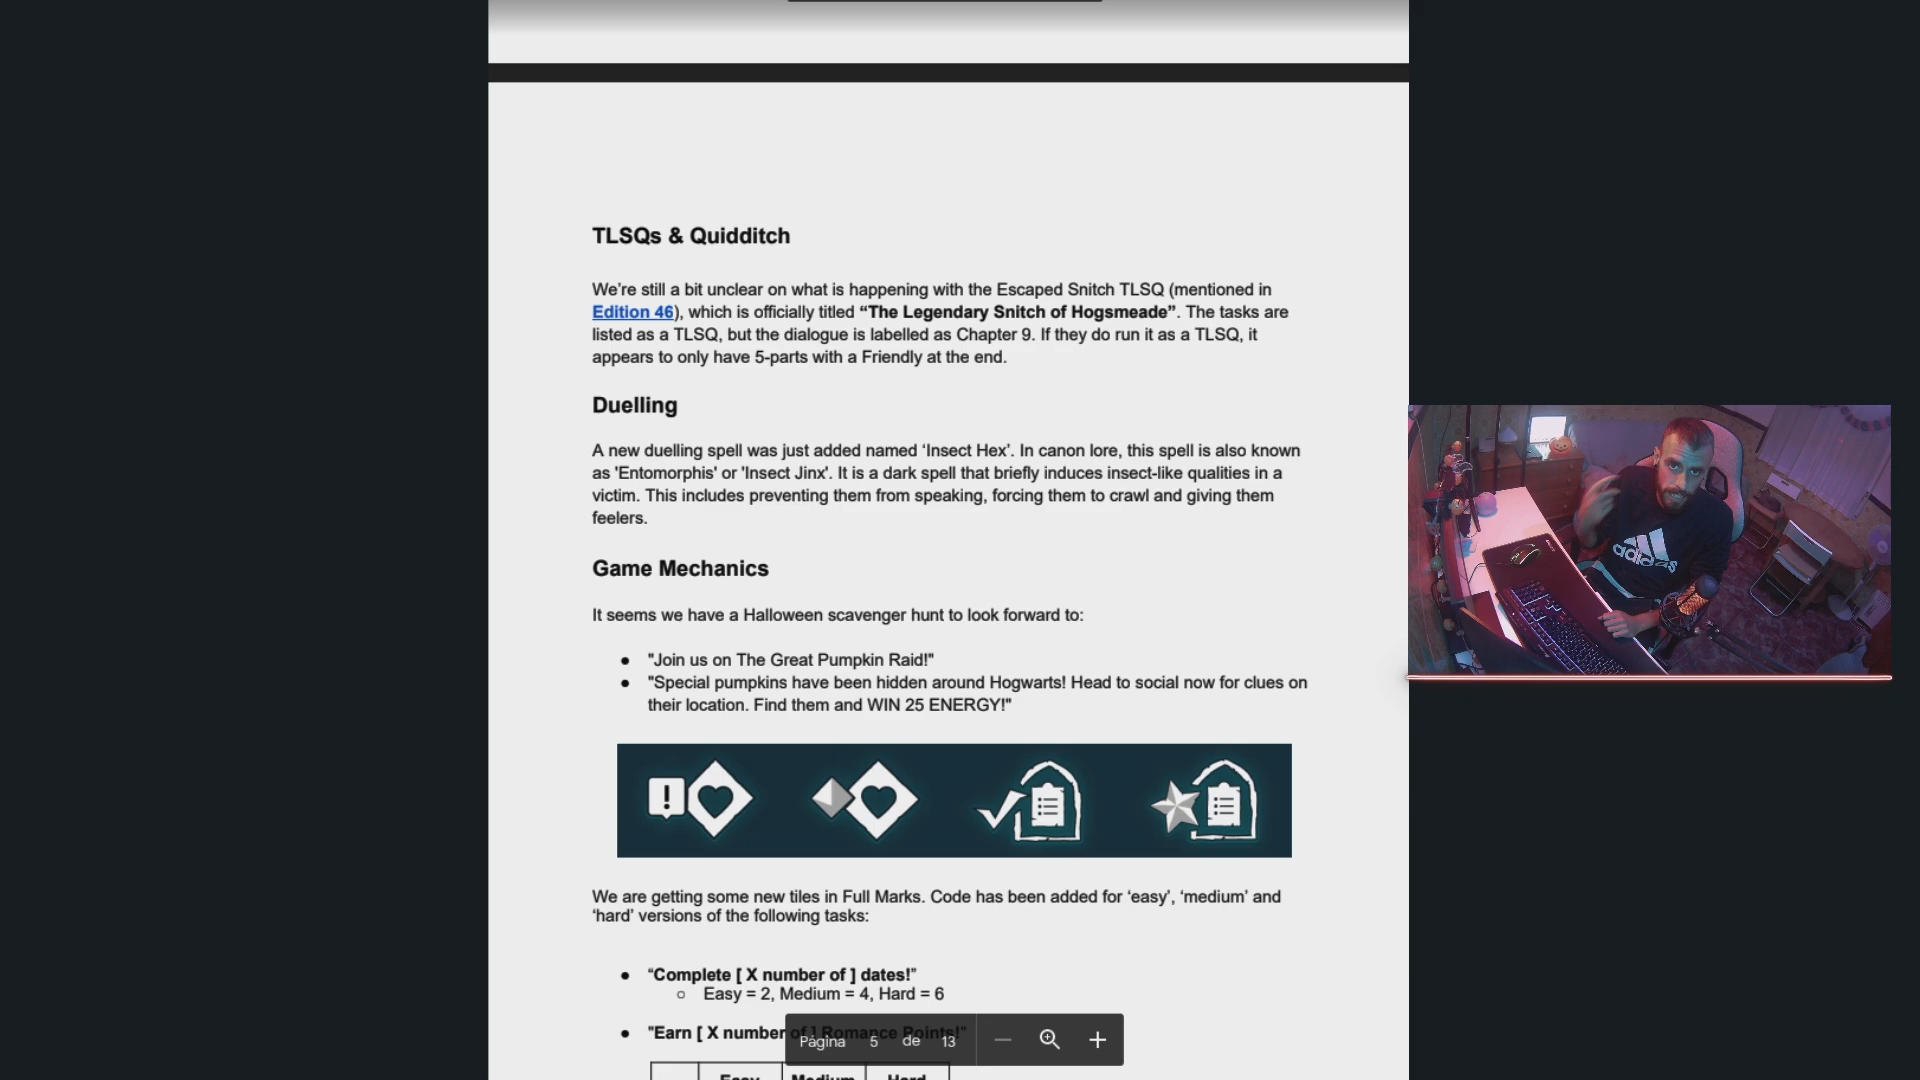 TLSQs & Quidditch
We're still a bit unclear on what is happening with the Escaped Snitch TLSQ (mentioned in
Edition 46), which is officially titled “The Legendary Snitch of Hogsmeade”. The tasks are
listed as a TLSQ, but the dialogue is labelled as Chapter 9. If they do run it as a TLSQ, it
appears to only have 5-parts with a Friendly at the end.
Duelling
A new duelling spell was just added named ‘Insect Hex’. In canon lore, this spell is also known
as 'Entomorphis' or 'Insect Jinx'. It is a dark spell that briefly induces insect-like qualities in a
victim. This includes preventing them from speaking, forcing them to crawl and giving them
feelers.
Game Mechanics
It seems we have a Halloween scavenger hunt to look forward to:
● "Join us on The Great Pumpkin Raid!"
● "Special pumpkins have been hidden around Hogwarts! Head to social now for clues on
their location. Find them and WIN 25 ENERGY!"
We are getting some new tiles in Full Marks. Code has been added for ‘easy’, ‘medium’ and
‘hard’ versions of the following tasks:
● “Complete [ X number of ] dates!”
○ Easy = 2, Medium = 4, Hard = 6
● "Earn [ X number of ] Romance Points!"
Página 5 de 13
Easy Medium Hard
adidas